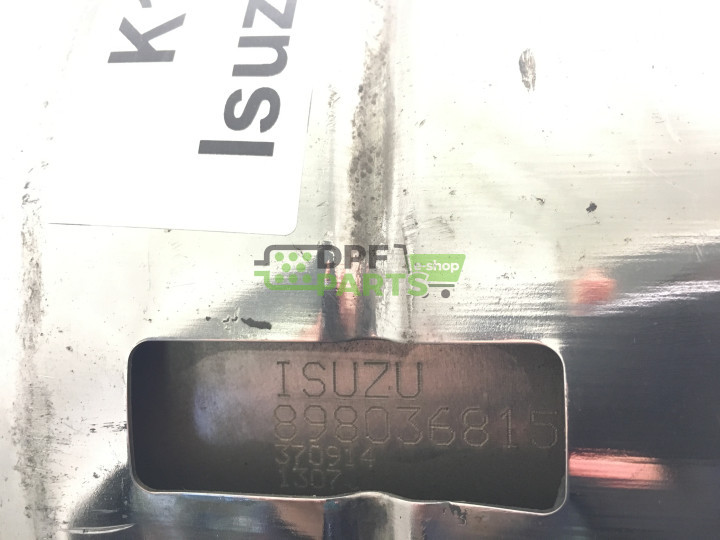 Isuz
DPF
PARTS
e-shop
ISUZU
898036815
370914
1307